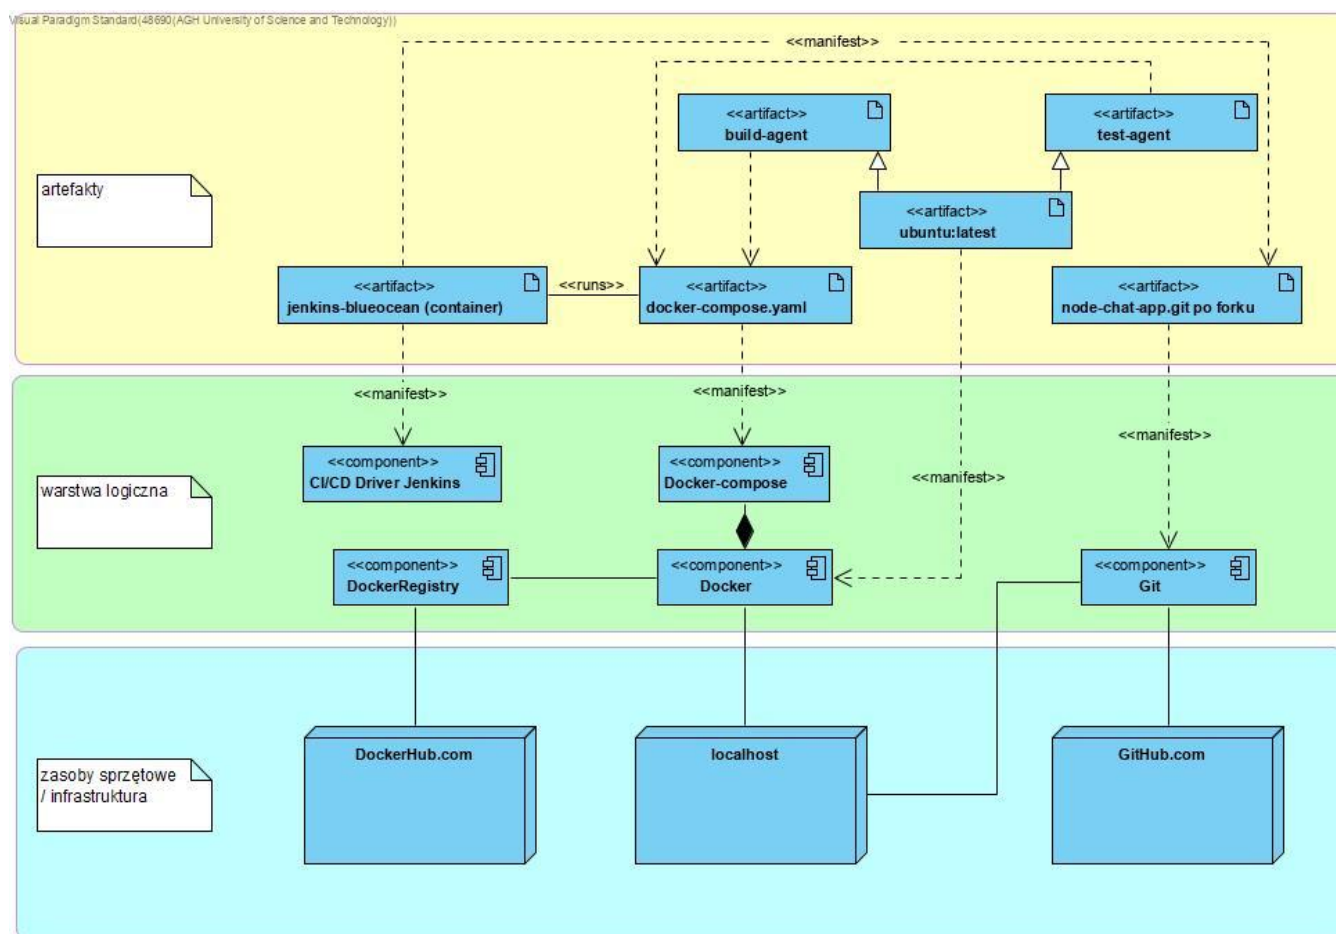 Visual Paradigm Standard(48690(AGH University of Science and Technology))
<<manifest>>
<<artifact>>
build-agent
<<artifact>>
test-agent
artefakty
<<artifact>>
ubuntu:latest
<<artifact>>
jenkins-blueocean (container)
<<runs>>
<<artifact>>
docker-compose.yaml
<<artifact>>
node-chat-app.git po forku
<<manifest>>
<<manifest>>
<<manifest>>
<<manifest>>
warstwa logiczna
<<component>>
CI/CD Driver Jenkins
<<component>>
Docker-compose
<<component>>
DockerRegistry
<<component>>
Docker
<<component>>
Git
zasoby sprzętowe
/ infrastruktura
DockerHub.com
localhost
GitHub.com